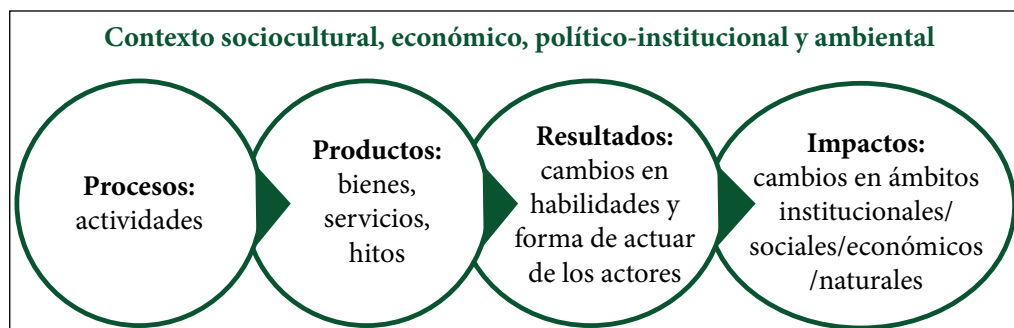 Contexto sociocultural, económico, político-institucional y ambiental
Procesos:
actividades
Productos:
bienes,
servicios,
hitos
Resultados:
cambios en
habilidades y
forma de actuar
de los actores
Impactos:
cambios en ámbitos
institucionales/
sociales/económicos
/naturales